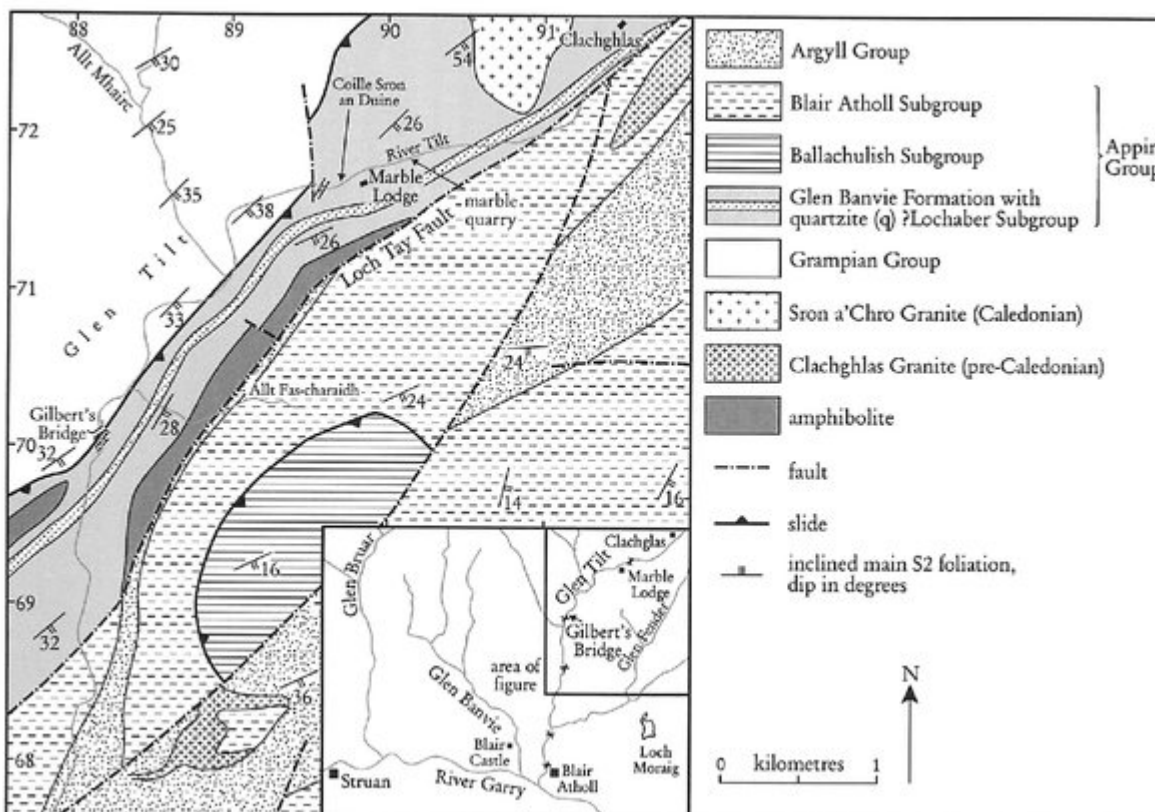 88
89
90
91
72
71
70
69
68
Allt Mhairc
30
25
35
38
33
Glen Tilt
Coille Sron
an Duine
54
Clachghlas
26
River Tilt
Marble
Lodge
marble
quarry
26
Loch Tay Fault
24
Allt Fas-charaidh
24
Gilbert's
Bridge
32
28
14
16
16
32
36
Glen Bruar
Glen Banvie
Blair
Castle
Struan
River Garry
Blair
Atholl
Loch
Moraig
area of
figure
Glen Tilt
Clachglas
Marble
Lodge
Gilbert's
Bridge
Glen Fender
Argyll Group
Blair Atholl Subgroup
Ballachulish Subgroup
Glen Banvie Formation with
quartzite (q) ?Lochaber Subgroup
Appin
Group
Grampian Group
Sron a'Chro Granite (Caledonian)
Clachghlas Granite (pre-Caledonian)
amphibolite
fault
slide
inclined main S2 foliation,
dip in degrees
N
0 kilometres 1